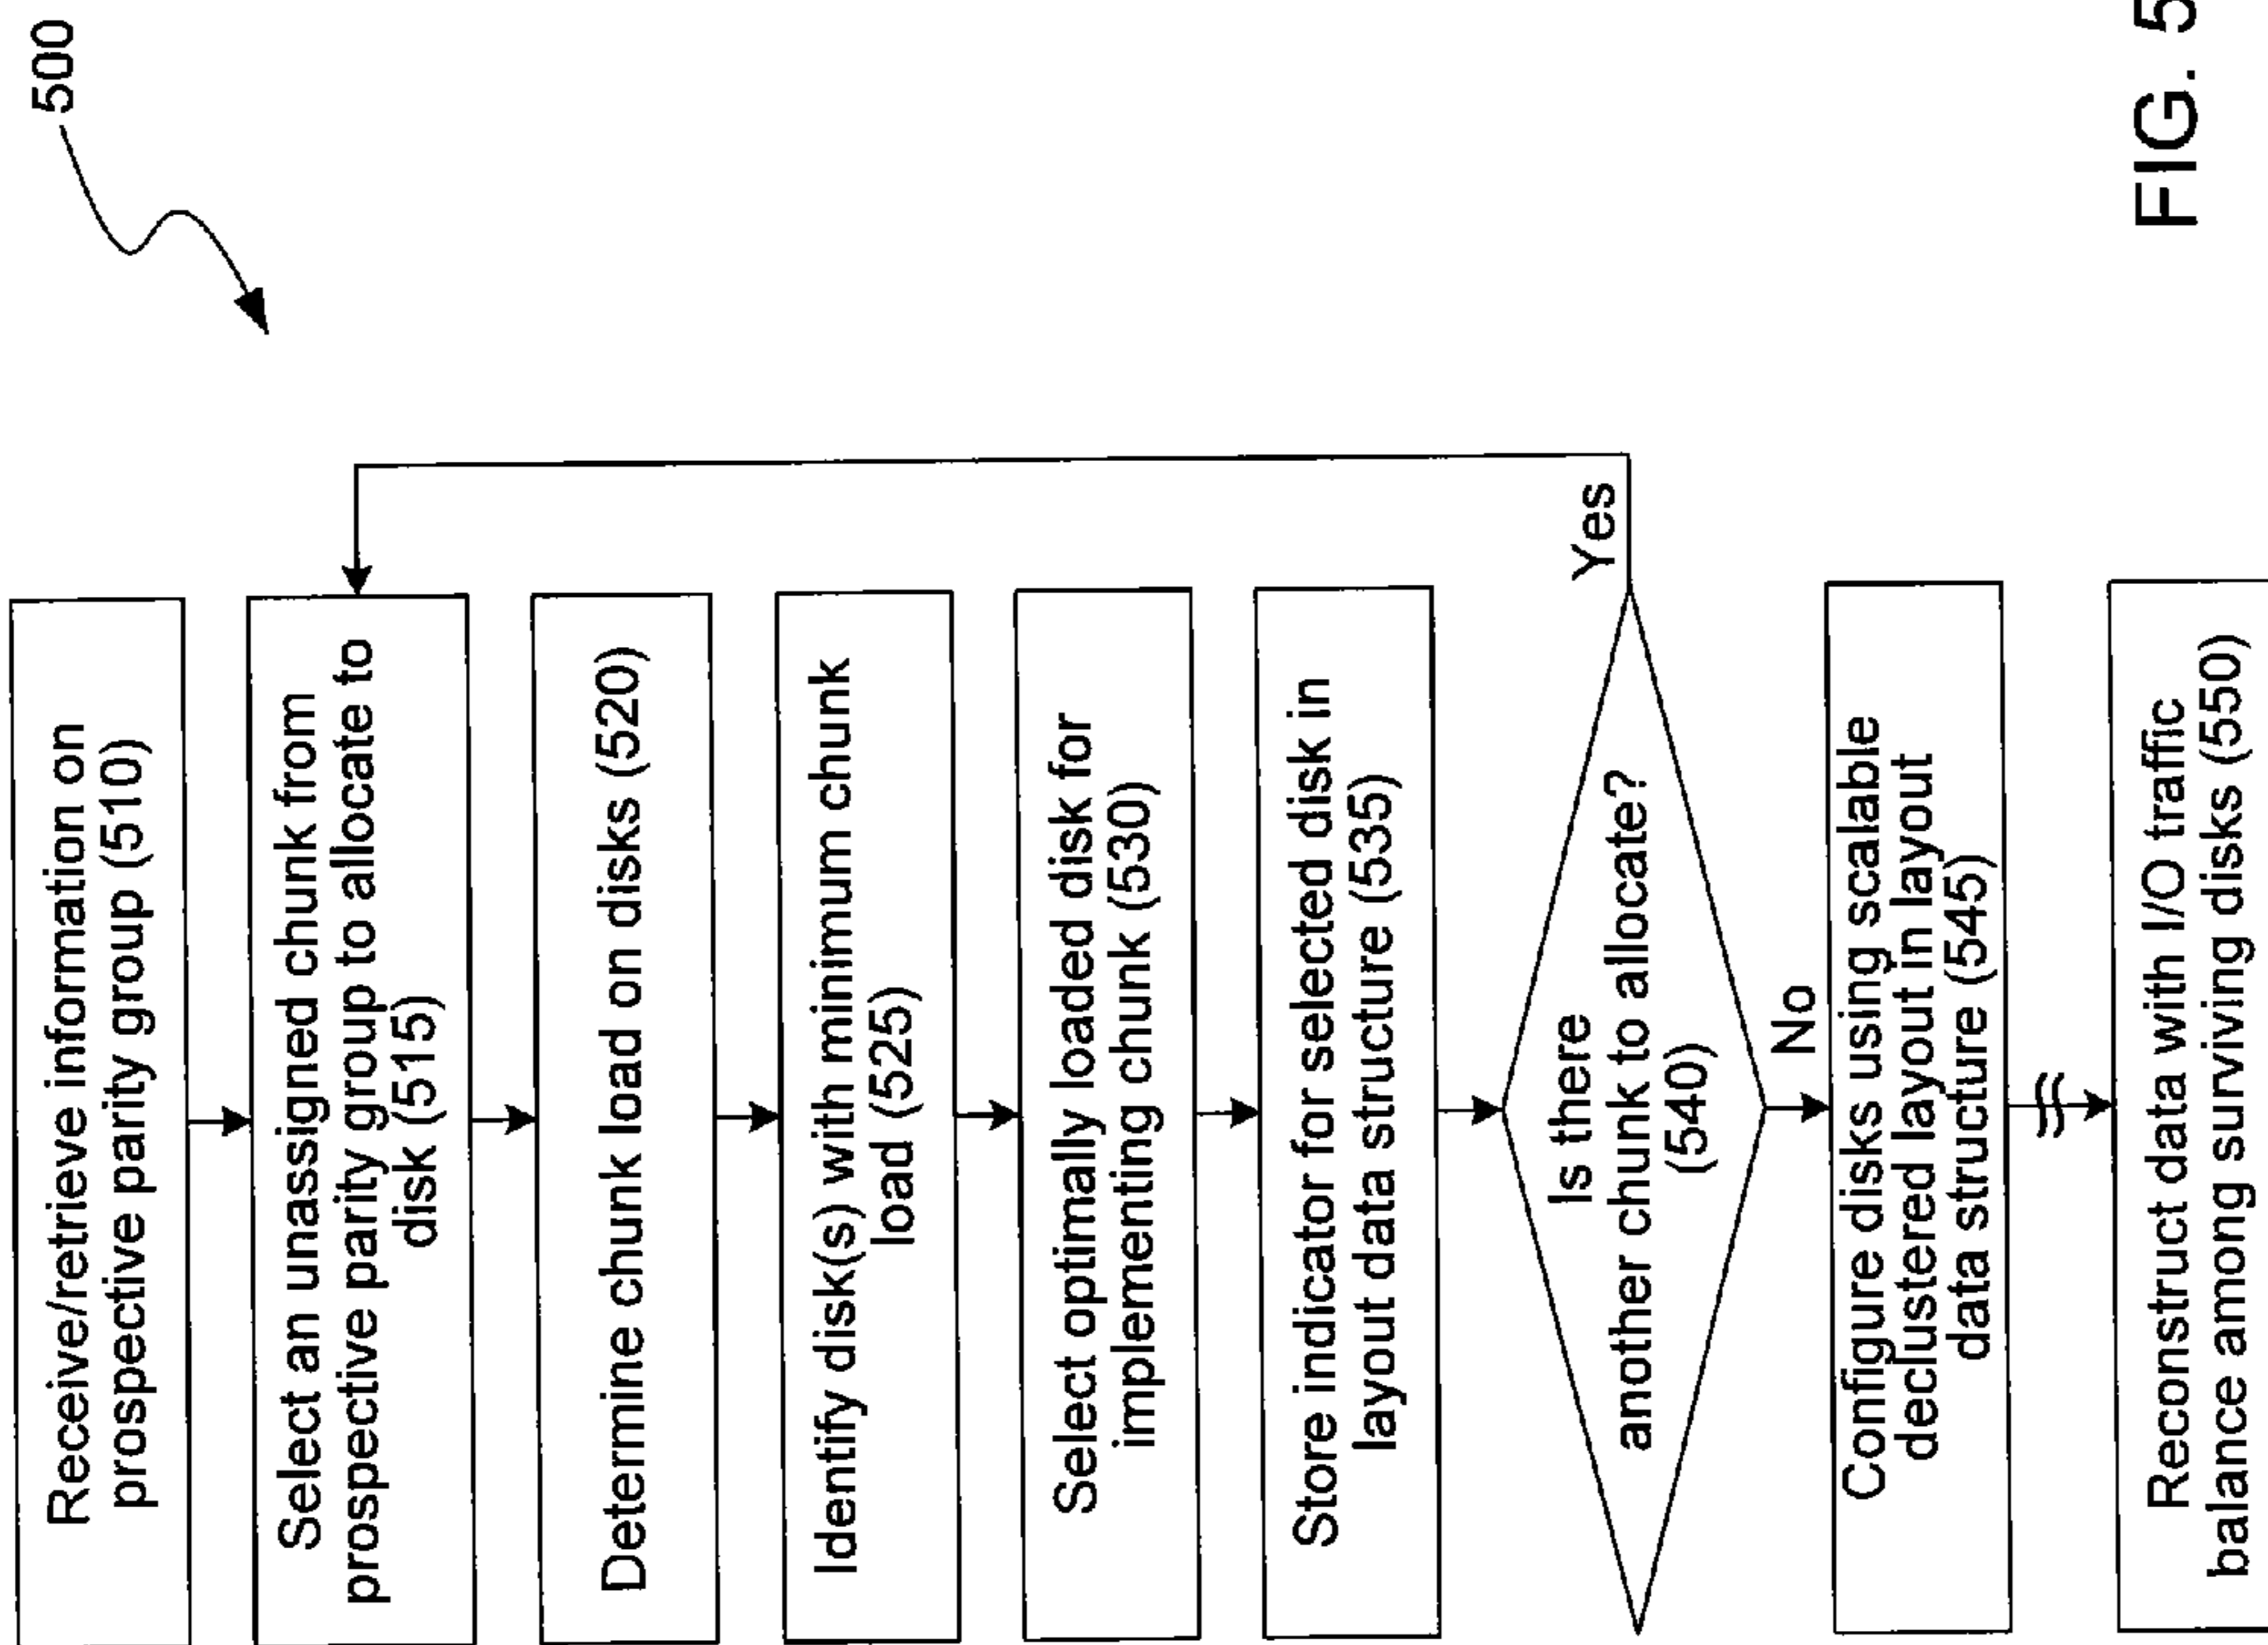 500
Receive/retrieve information on
prospective parity group (510)
Select an unassigned chunk from
prospective parity group to allocate to
disk (515)
Determine chunk load on disks (520)
Identify disk(s) with minimum chunk
load (525)
Select optimally loaded disk for
implementing chunk (530)
Store indicator for selected disk in
layout data structure (535)
Is there
another chunk to allocate?
(540)
Yes
No
Configure disks using scalable
declustered layout in layout
data structure (545)
Reconstruct data with I/O traffic
balance among surviving disks (550)
FIG. 5